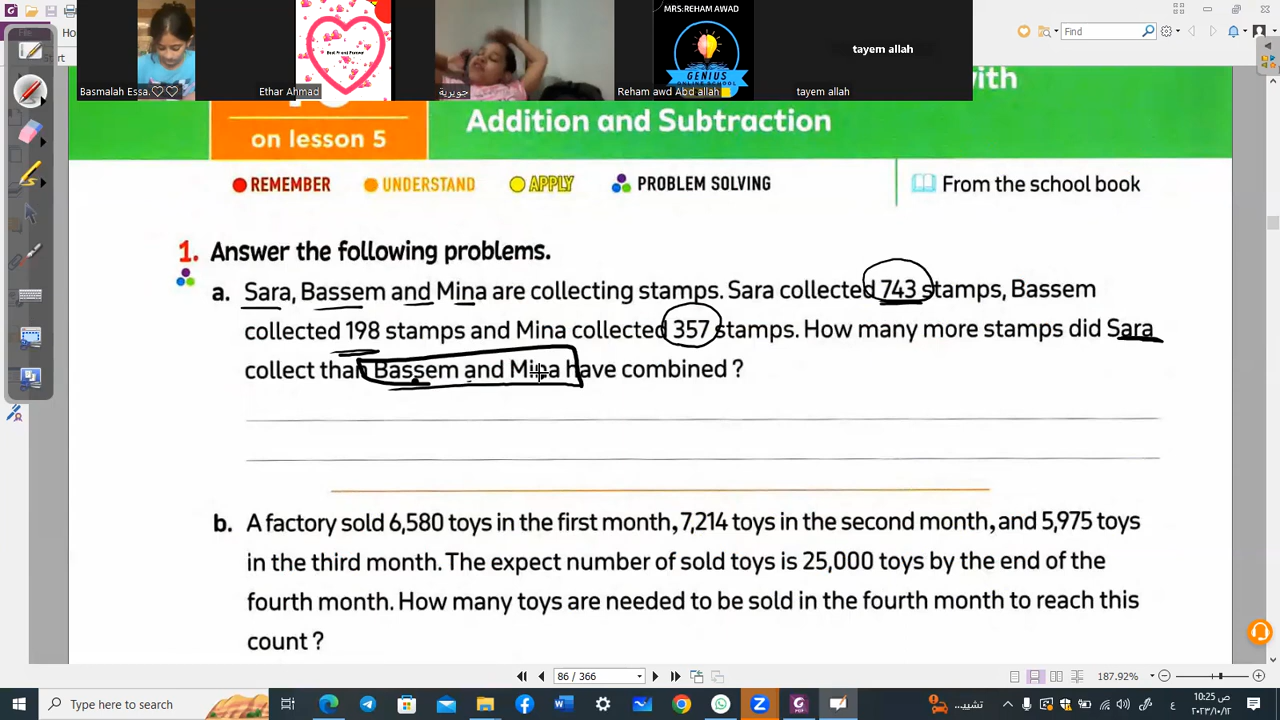 MRS.REHAM AWAD
Best Friend Forever
GENIUS
ONLINE SCHOOL
tayem allah
Basmalah Essa.♡♡
Ethar Ahmad
جويرية
Reham awd Abd allah
tayem allah
Find
Start
with
on lesson 5
Addition and Subtraction
REMEMBER
UNDERSTAND
APPLY
PROBLEM SOLVING
From the school book
1. Answer the following problems.
a. Sara, Bassem and Mina are collecting stamps. Sara collected 743 stamps, Bassem
collected 198 stamps and Mina collected 357 stamps. How many more stamps did Sara
collect than Bassem and Mina have combined ?
b. A factory sold 6,580 toys in the first month, 7,214 toys in the second month, and 5,975 toys
in the third month. The expect number of sold toys is 25,000 toys by the end of the
fourth month. How many toys are needed to be sold in the fourth month to reach this
count ?
86 / 366
187.92%
Type here to search
ع
10:25 ص